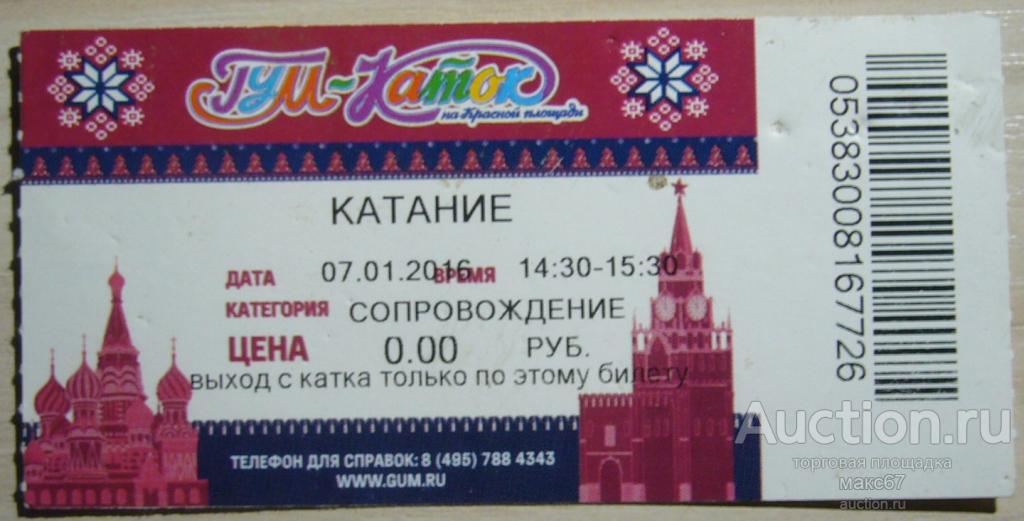 ГУМ-Каток
на Красной площади
КАТАНИЕ
ДАТА 07.01.2016 ВРЕМЯ 14:30-15:30
КАТЕГОРИЯ СОПРОВОЖДЕНИЕ
ЦЕНА 0.00 РУБ.
ВЫХОД С КАТКА ТОЛЬКО ПО ЭТОМУ БИЛЕТУ
ТЕЛЕФОН ДЛЯ СПРАВОК: 8 (495) 788 4343
WWW.GUM.RU
05383008167726
Auction.ru
торговая площадка
макс67
auction.ru